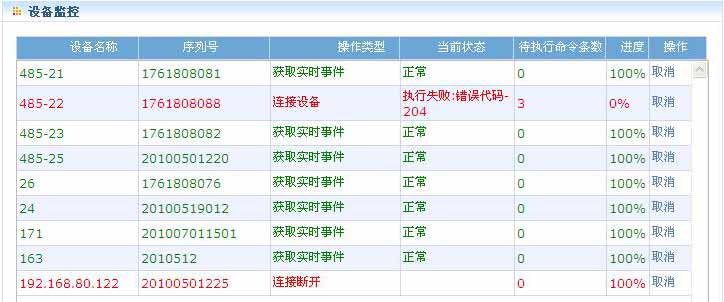 设备监控
设备名称 序列号 操作类型 当前状态 待执行命令条数 进度 操作
485-21 1761808081 获取实时事件 正常 0 100% 取消
485-22 1761808088 连接设备 执行失败:错误代码-204 3 0% 取消
485-23 1761808082 获取实时事件 正常 0 100% 取消
485-25 20100501220 获取实时事件 正常 0 100% 取消
26 1761808076 获取实时事件 正常 0 100% 取消
24 20100519012 获取实时事件 正常 0 100% 取消
171 201007011501 获取实时事件 正常 0 100% 取消
163 2010512 获取实时事件 正常 0 100% 取消
192.168.80.122 20100501225 连接断开 0 100% 取消